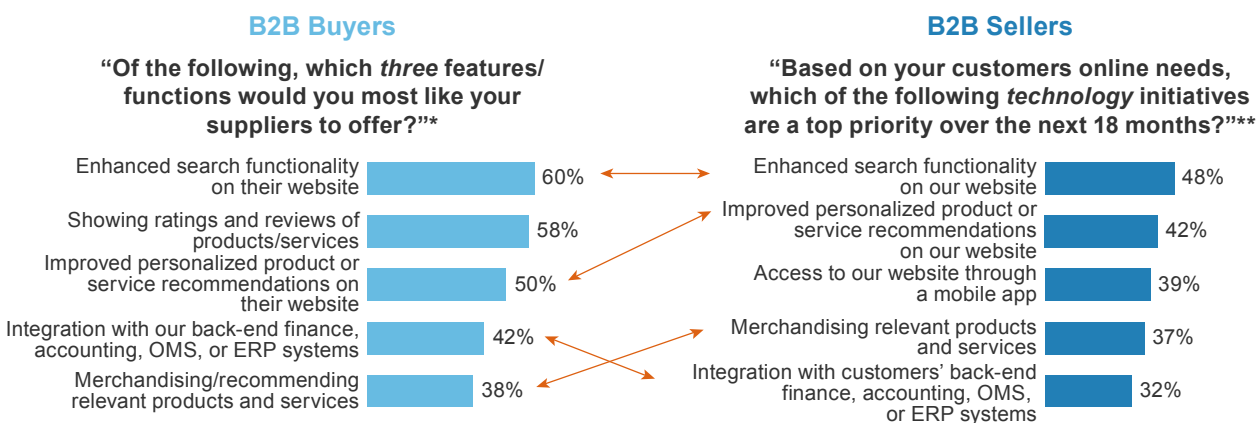 B2B Buyers
“Of the following, which three features/
functions would you most like your
suppliers to offer?”*
Enhanced search functionality
on their website
60%
Showing ratings and reviews of
products/services
58%
Improved personalized product or
service recommendations on
their website
50%
Integration with our back-end finance,
accounting, OMS, or ERP systems
42%
Merchandising/recommending
relevant products and services
38%
B2B Sellers
“Based on your customers online needs,
which of the following technology initiatives
are a top priority over the next 18 months?”**
Enhanced search functionality
on our website
48%
Improved personalized product or
service recommendations
on our website
42%
Access to our website through
a mobile app
39%
Merchandising relevant products
and services
37%
Integration with customers’ back-end
finance, accounting, OMS,
or ERP systems
32%